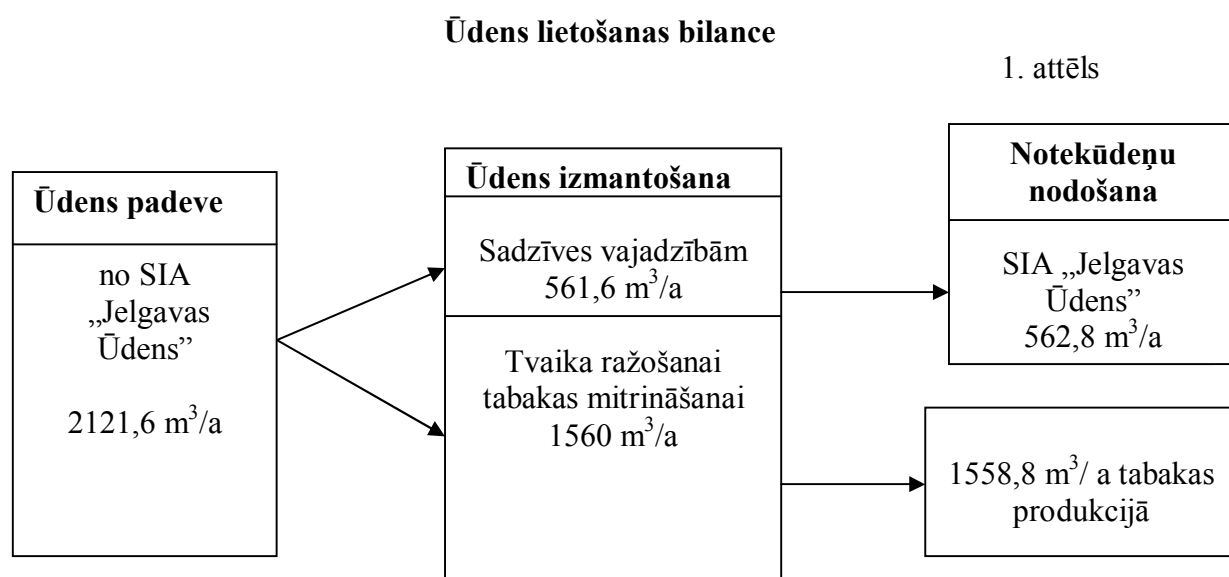 Ūdens lietošanas bilance
1. attēls
Ūdens padeve
no SIA
„Jelgavas
Ūdens”
2121,6 m³/a
Ūdens izmantošana
Sadzīves vajadzībām
561,6 m³/a
Tvaika ražošanai
tabakas mitrināšanai
1560 m³/a
Notekūdeņu
nodošana
SIA „Jelgavas
Ūdens”
562,8 m³/a
1558,8 m³/ a tabakas
produkcijā